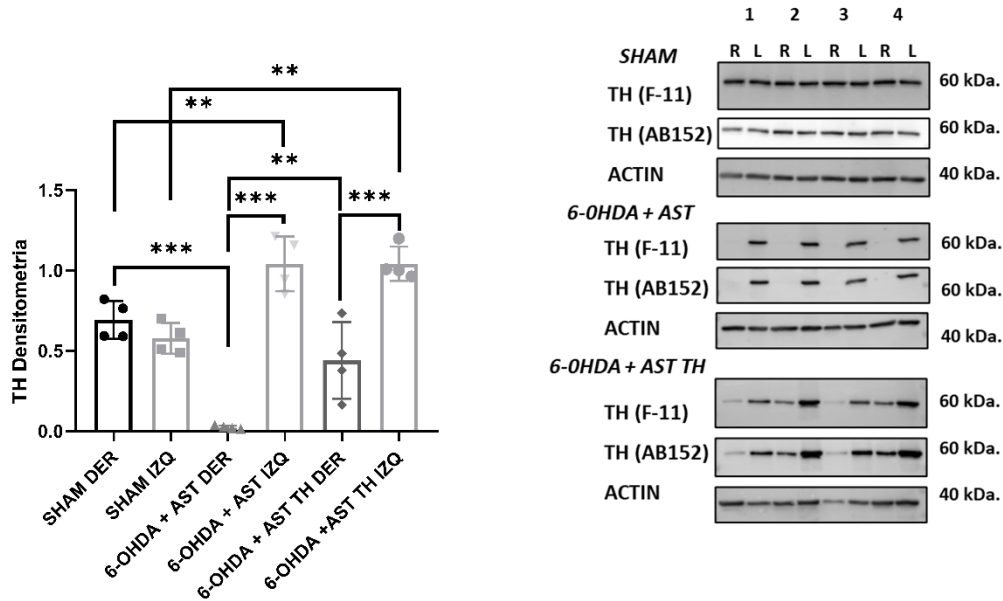 **
**
**
***
***
***
1.5
1.0
0.5
0.0
TH Densitometria
SHAM DER
SHAM IZQ
6-OHDA + AST DER
6-OHDA + AST IZQ
6-OHDA + AST TH DER
6-OHDA +AST TH IZQ
1 2 3 4
R L R L R L R L
SHAM
TH (F-11) 60 kDa.
TH (AB152) 60 kDa.
ACTIN 40 kDa.
6-0HDA + AST
TH (F-11) 60 kDa.
TH (AB152) 60 kDa.
ACTIN 40 kDa.
6-0HDA + AST TH
TH (F-11) 60 kDa.
TH (AB152) 60 kDa.
ACTIN 40 kDa.